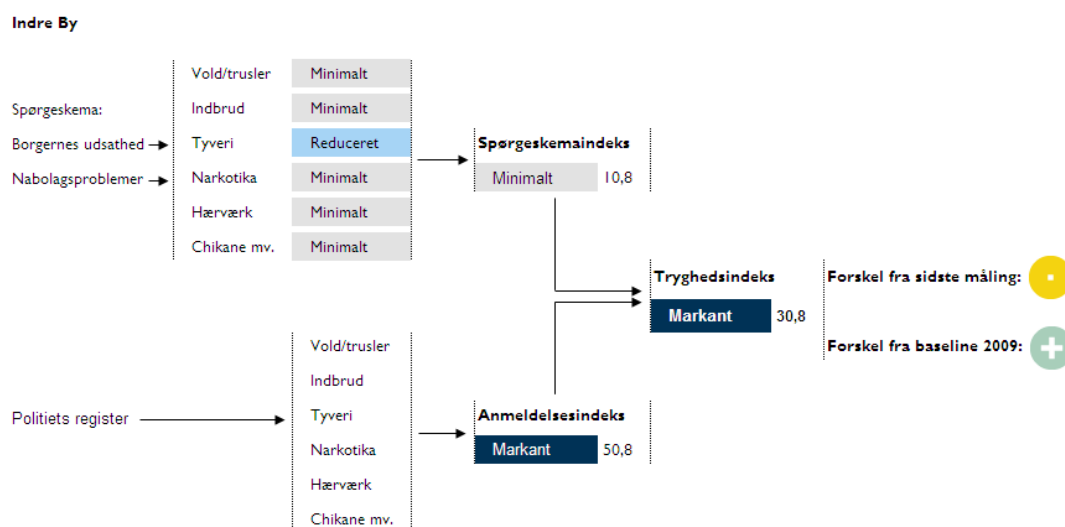 Indre By
Vold/trusler Minimalt
Spørgeskema: Indbrud Minimalt
Borgernes udsathed Tyveri Reduceret
Nabolagsproblemer Narkotika Minimalt
Hærværk Minimalt
Chikane mv. Minimalt
Spørgeskemaindeks
Minimalt 10,8
Tryghedsindeks
Markant 30,8
Forskel fra sidste måling:
Forskel fra baseline 2009:
Vold/trusler
Indbrud
Politiets register Tyveri
Narkotika
Hærværk
Chikane mv.
Anmeldelsesindeks
Markant 50,8